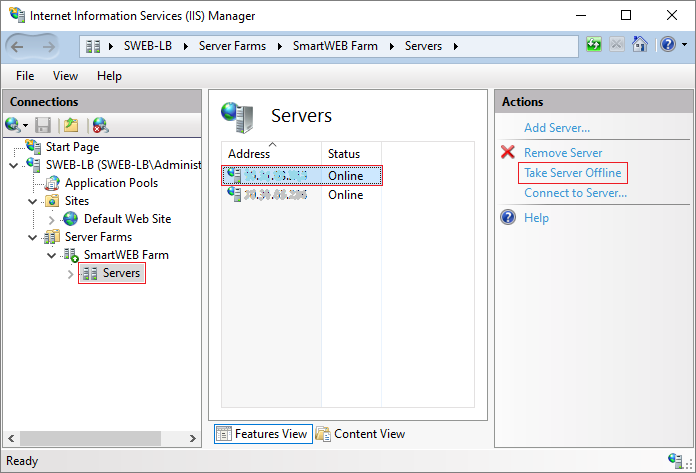 Internet Information Services (IIS) Manager
SWEB-LB
Server Farms
SmartWEB Farm
Servers
File View Help
Connections
Start Page
SWEB-LB (SWEB-LB\Administ
Application Pools
Sites
Default Web Site
Server Farms
SmartWEB Farm
Servers
Servers
Address Status
Online
Online
Features View
Content View
Actions
Add Server...
Remove Server
Take Server Offline
Connect to Server...
Help
Ready